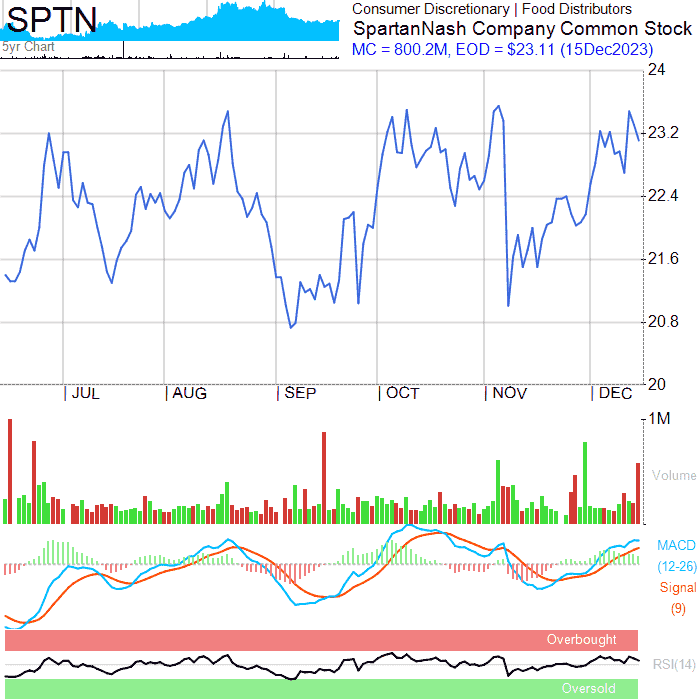 SPTN
5yr Chart
Consumer Discretionary | Food Distributors
SpartanNash Company Common Stock
MC = 800.2M, EOD = $23.11 (15Dec2023)
24
23.2
22.4
21.6
20.8
20
JUL AUG SEP OCT NOV DEC
1M
Volume
MACD
(12-26)
Signal
(9)
Overbought
RSI(14)
Oversold